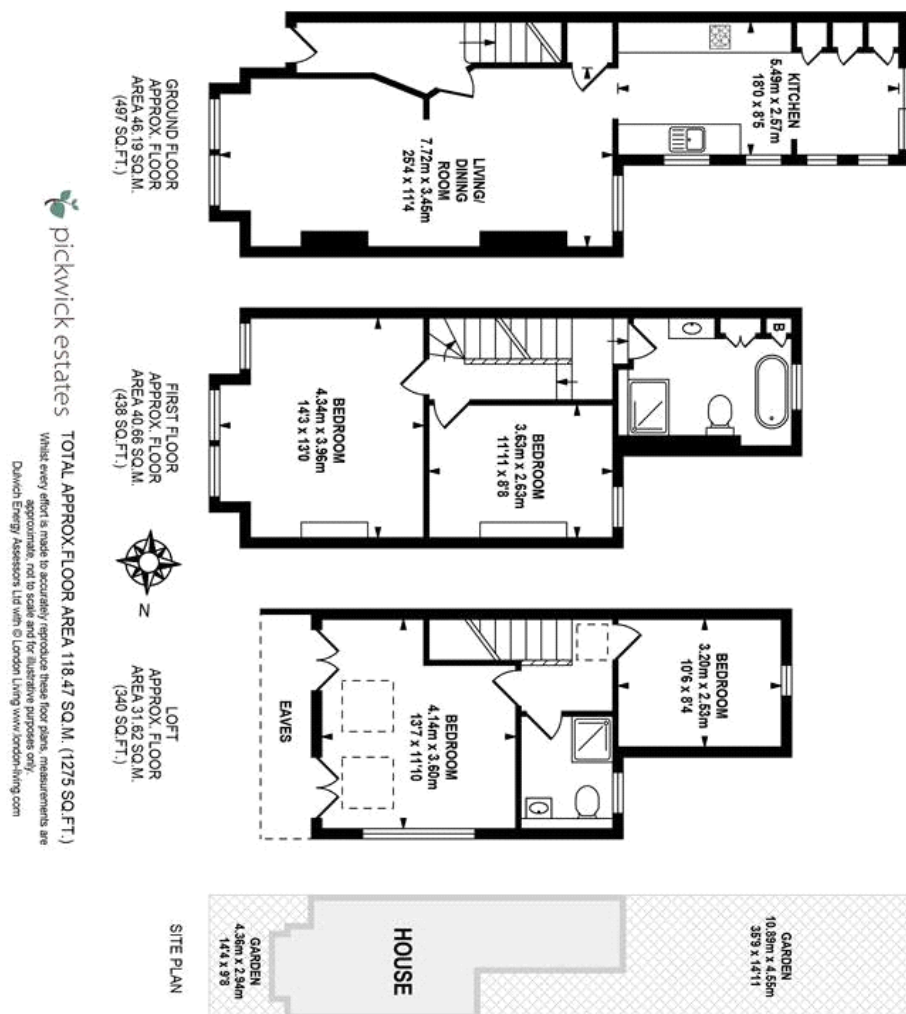 KITCHEN
5.49m x 2.57m
18'0 x 8'5
LIVING/
DINING
ROOM
7.72m x 3.45m
25'4 x 11'4
GROUND FLOOR
APPROX. FLOOR
AREA 46.19 SQ.M.
(497 SQ.FT.)
B
BEDROOM
3.63m x 2.63m
11'11 x 8'8
BEDROOM
4.34m x 3.96m
14'3 x 13'0
FIRST FLOOR
APPROX. FLOOR
AREA 40.66 SQ.M.
(438 SQ.FT.)
BEDROOM
3.20m x 2.53m
10'6 x 8'4
BEDROOM
4.14m x 3.60m
13'7 x 11'10
EAVES
LOFT
APPROX. FLOOR
AREA 31.62 SQ.M.
(340 SQ.FT.)
GARDEN
10.89m x 4.55m
35'9 x 14'11
HOUSE
GARDEN
4.36m x 2.94m
14'4 x 9'8
SITE PLAN
N
pickwick estates
TOTAL APPROX.FLOOR AREA 118.47 SQ.M. (1275 SQ.FT.)
Whilst every effort is made to accurately reproduce these floor plans, measurements are
approximate, not to scale and for illustrative purposes only.
Dulwich Energy Assessors Ltd with © London Living www.london-living.com